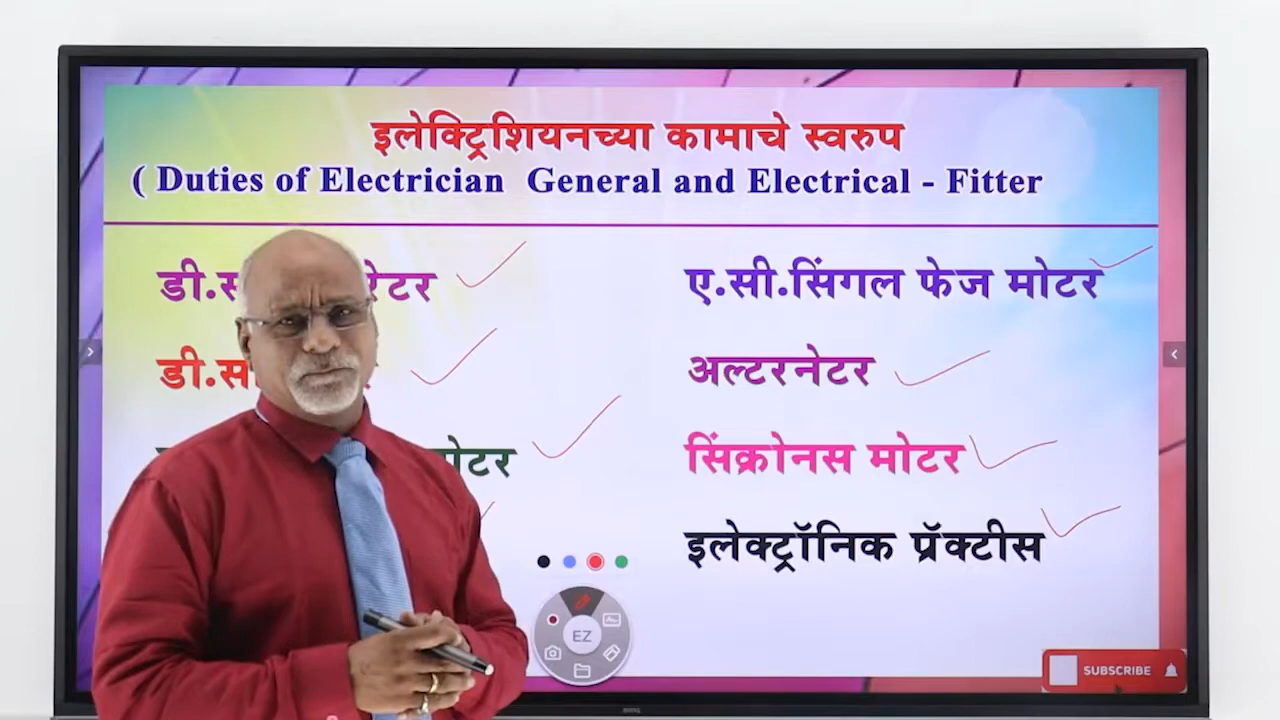 इलेक्ट्रिशियनच्या कामाचे स्वरुप
( Duties of Electrician General and Electrical - Fitter
ए.सी.सिंगल फेज मोटर
अल्टरनेटर
सिंक्रोनस मोटर
इलेक्ट्रॉनिक प्रॅक्टीस
EZ
SUBSCRIBE